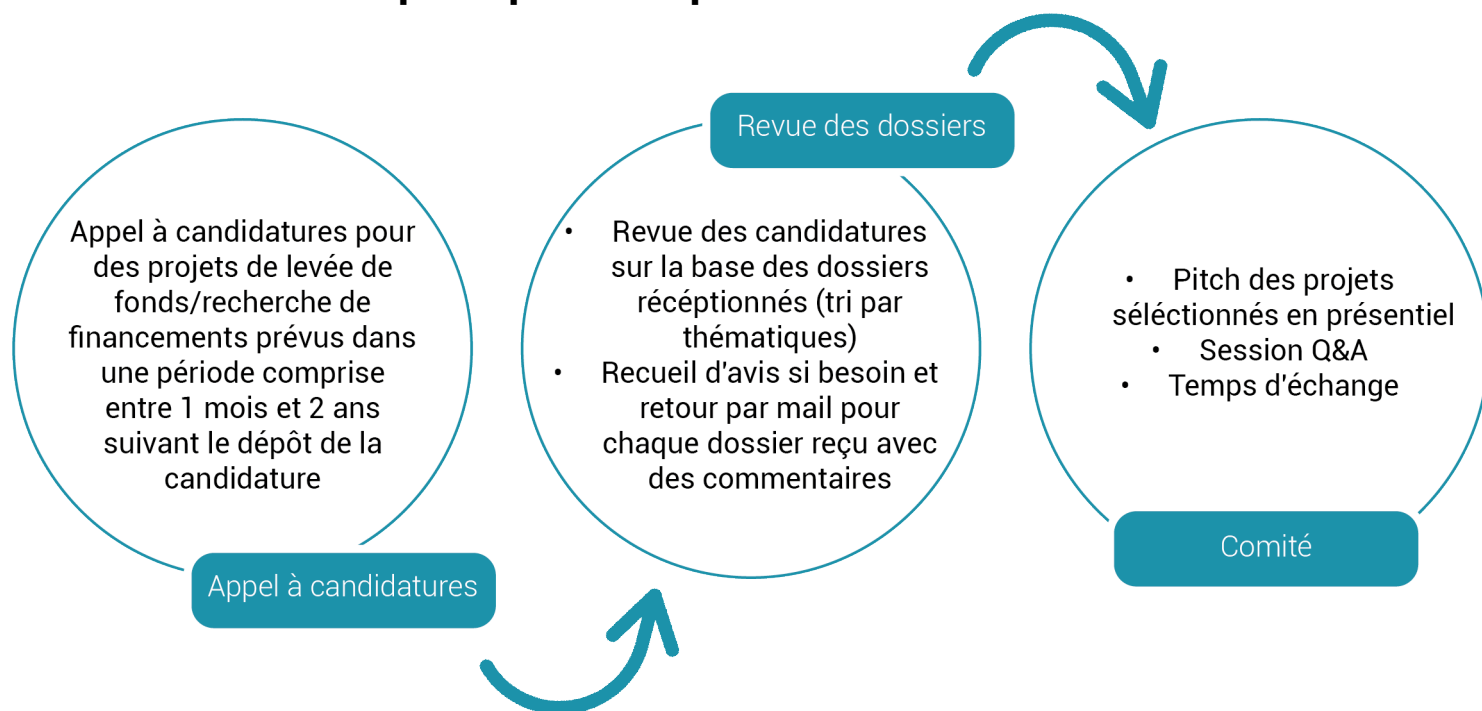 Appel à candidatures pour
des projets de levée de
fonds/recherche de
financements prévus dans
une période comprise
entre 1 mois et 2 ans
suivant le dépôt de la
candidature
Appel à candidatures
Revue des dossiers
• Revue des candidatures
sur la base des dossiers
récéptionnés (tri par
thématiques)
• Recueil d'avis si besoin et
retour par mail pour
chaque dossier reçu avec
des commentaires
• Pitch des projets
séléctionnés en présentiel
• Session Q&A
• Temps d'échange
Comité